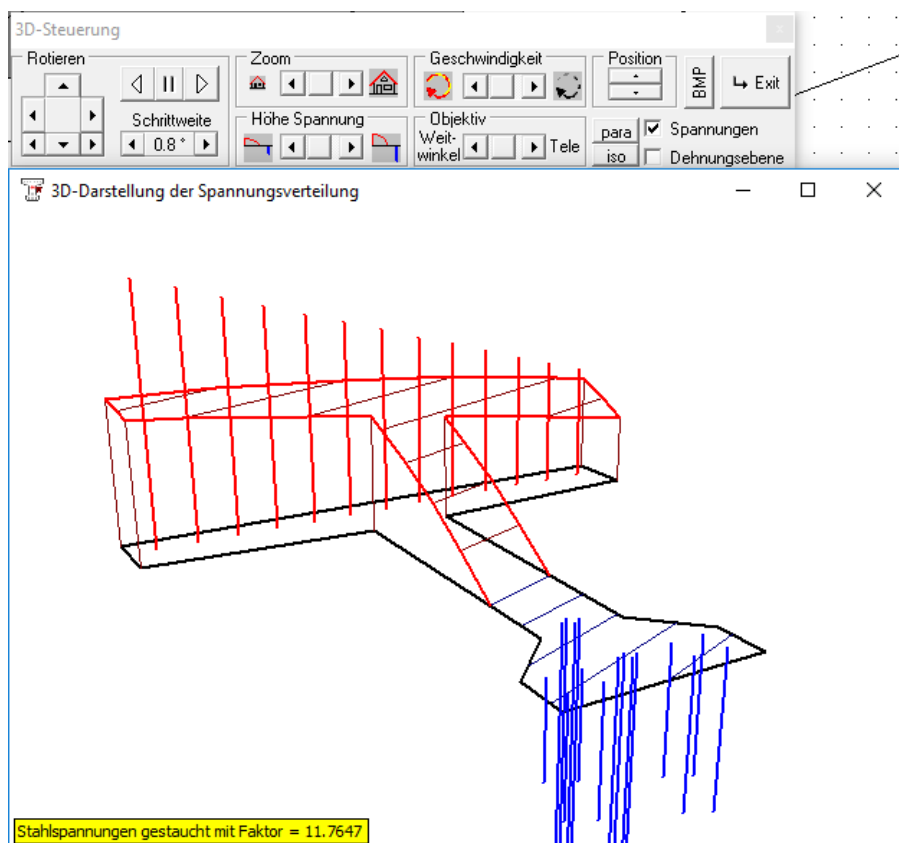 3D-Steuerung
Rotieren
Schrittweite
0.8 °
Zoom
Höhe Spannung
Geschwindigkeit
Objektiv
Weit-
winkel
Tele
Position
BMP
Exit
para
iso
Spannungen
Dehnungsebene
3D-Darstellung der Spannungsverteilung
Stahlspannungen gestaucht mit Faktor = 11.7647